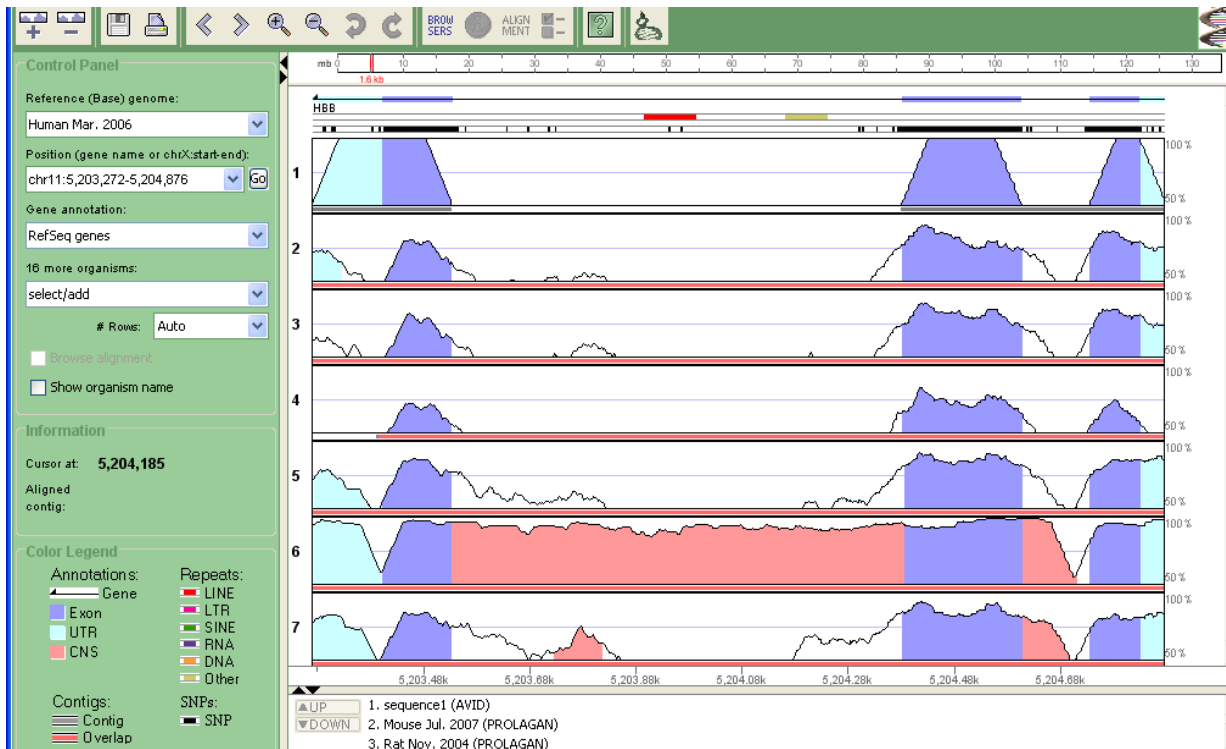 BROW
SERS
ALIGN
MENT
Control Panel
Reference (Base) genome:
Human Mar. 2006
Position (gene name or chrX:start-end):
chr11:5,203,272-5,204,876
Go
Gene annotation:
RefSeq genes
16 more organisms:
select/add
# Rows: Auto
Browse alignment
Show organism name
Information
Cursor at: 5,204,185
Aligned
contig:
Color Legend
Annotations:
Gene
Exon
UTR
CNS
Repeats:
LINE
LTR
SINE
RNA
DNA
Other
Contigs:
Contig
Overlap
SNPs:
SNP
mb 0 10 20 30 40 50 60 70 80 90 100 110 120 130
1.6 kb
HBB
1 100% 50%
2 100% 50%
3 100% 50%
4 100% 50%
5 100% 50%
6 100% 50%
7 100% 50%
5,203.48k 5,203.68k 5,203.88k 5,204.08k 5,204.28k 5,204.48k 5,204.68k
UP
DOWN
1. sequence1 (AVID)
2. Mouse Jul. 2007 (PROLAGAN)
3. Rat Nov. 2004 (PROLAGAN)